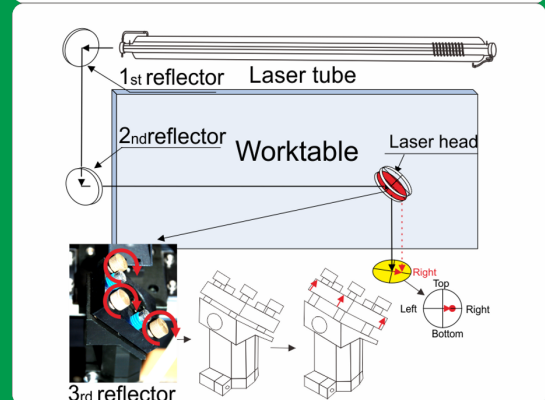 1st reflector
Laser tube
2ndreflector
Worktable
Laser head
Right
Top
Left
Right
Bottom
3rd reflector